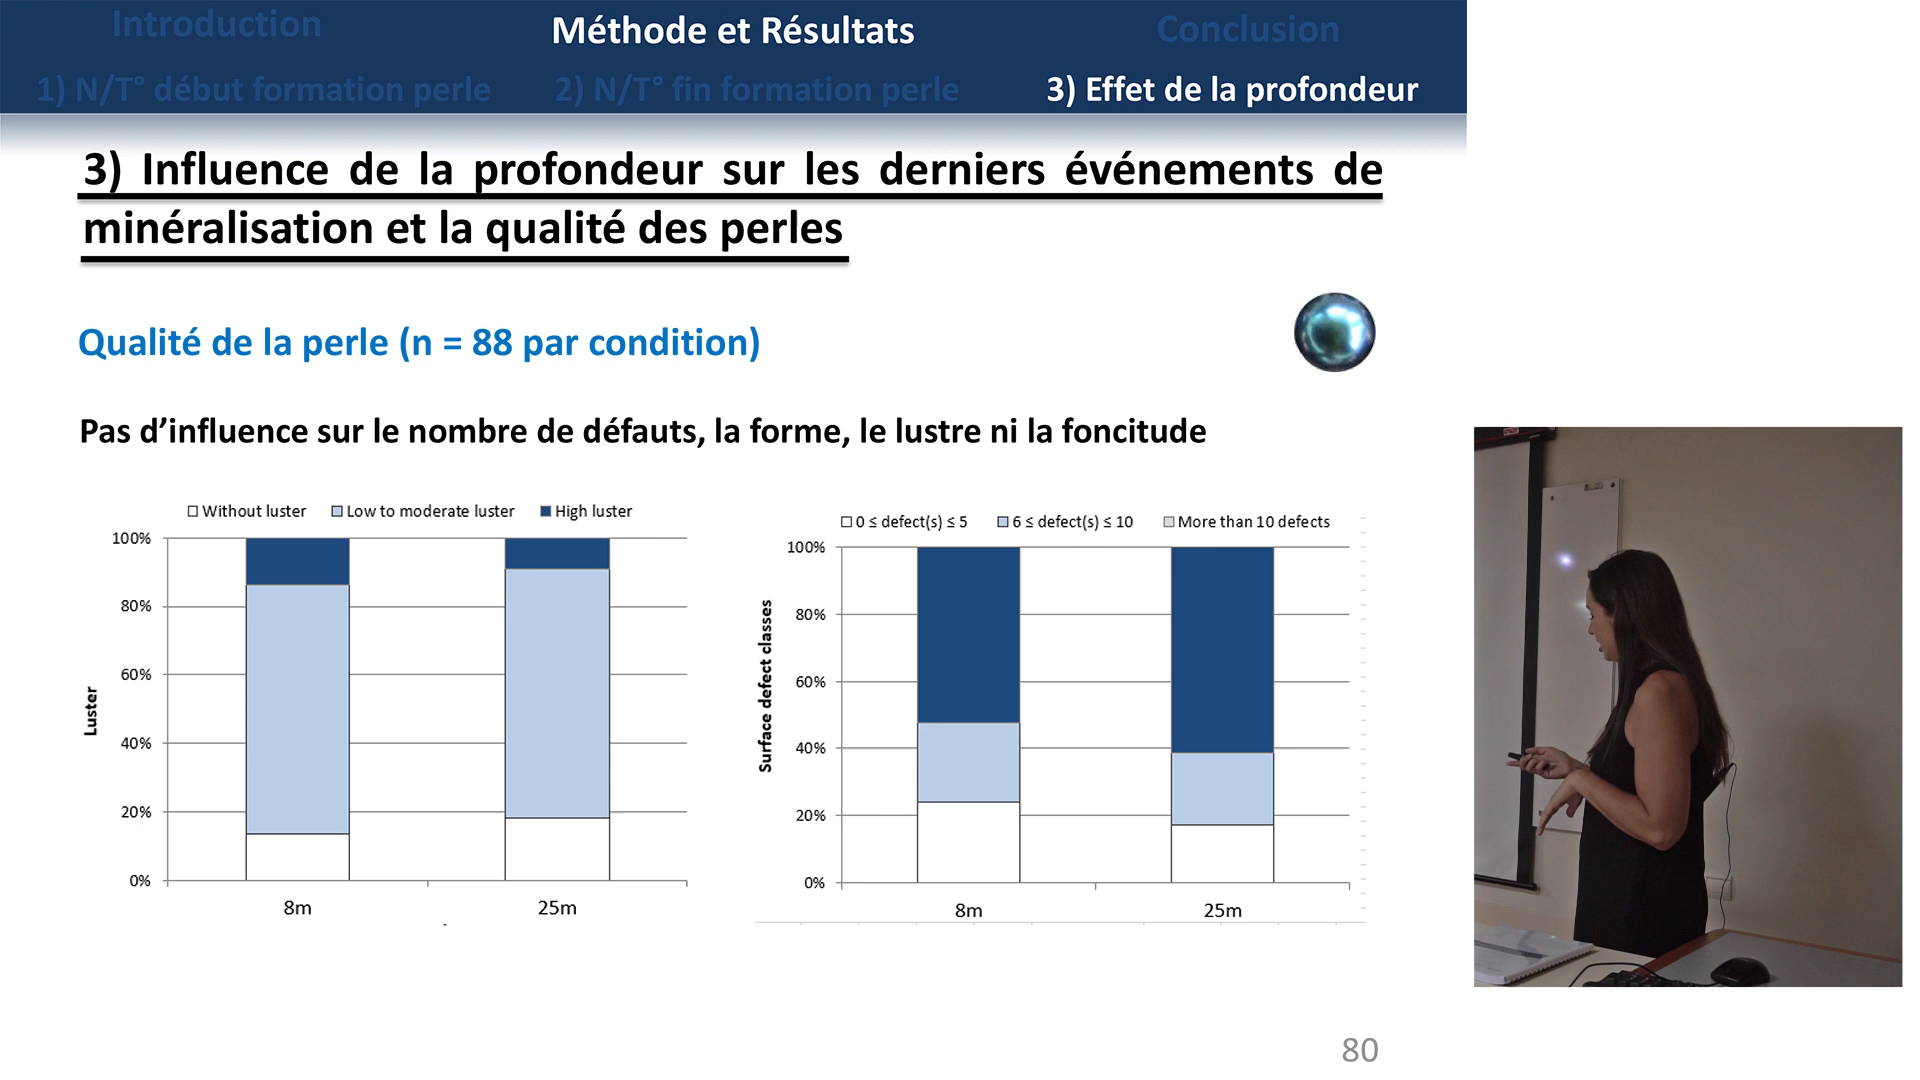 Introduction
Méthode et Résultats
Conclusion
1) N/T° début formation perle
2) N/T° fin formation perle
3) Effet de la profondeur
3) Influence de la profondeur sur les derniers événements de
minéralisation et la qualité des perles
Qualité de la perle (n = 88 par condition)
Pas d’influence sur le nombre de défauts, la forme, le lustre ni la foncitude
Without luster
Low to moderate luster
High luster
100%
80%
60%
40%
20%
0%
Luster
8m
25m
0 ≤ defect(s) ≤ 5
6 ≤ defect(s) ≤ 10
More than 10 defects
100%
80%
60%
40%
20%
0%
Surface defect classes
8m
25m
80